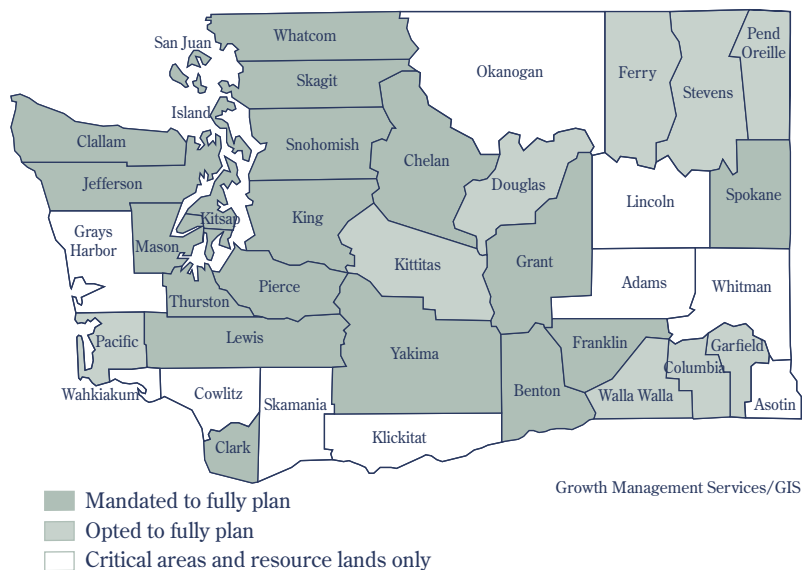 San Juan
Whatcom
Pend
Oreille
Okanogan
Ferry
Stevens
Skagit
Island
Clallam
Snohomish
Chelan
Jefferson
Douglas
Lincoln
Spokane
King
Kitsap
Grays
Harbor
Mason
Kittitas
Grant
Adams
Whitman
Pierce
Thurston
Pacific
Lewis
Yakima
Franklin
Garfield
Columbia
Wahkiakum
Cowlitz
Skamania
Benton
Walla Walla
Asotin
Clark
Klickitat
Growth Management Services/GIS
Mandated to fully plan
Opted to fully plan
Critical areas and resource lands only